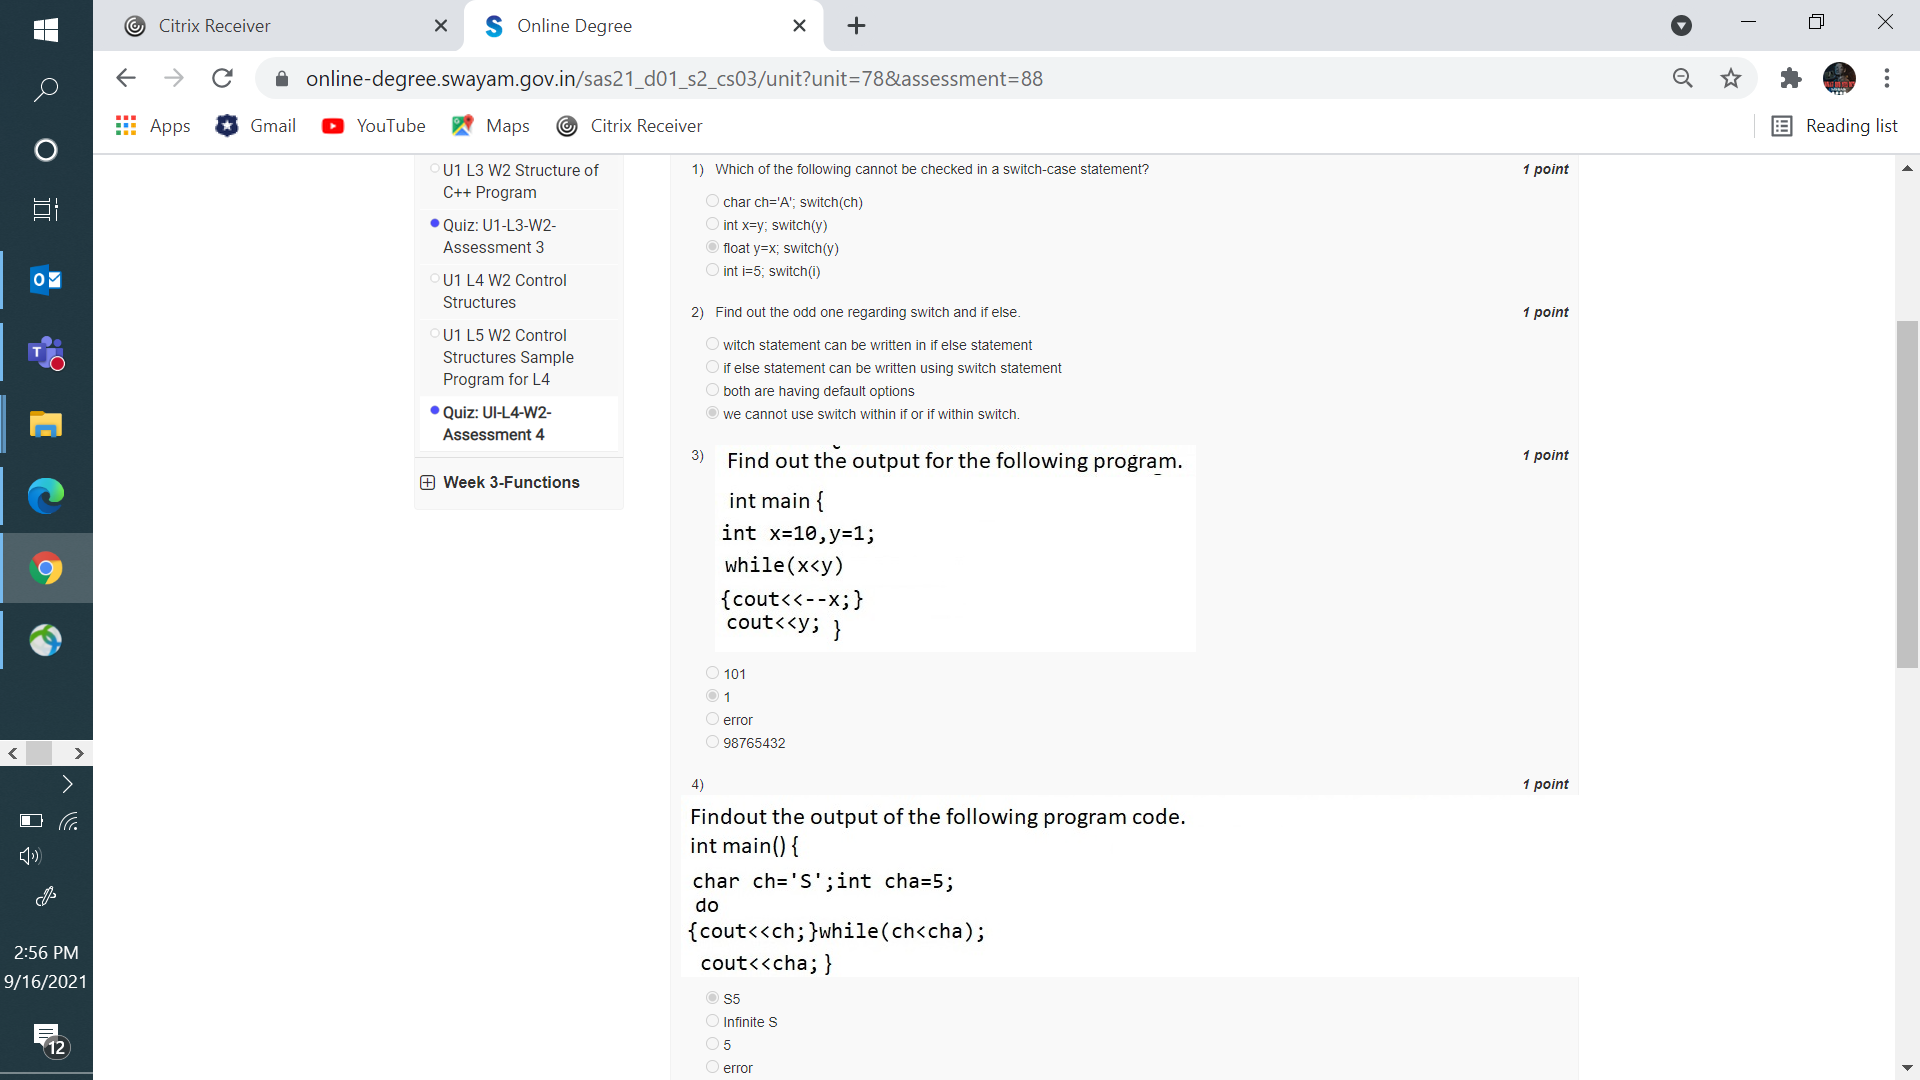 Citrix Receiver
Online Degree
online-degree.swayam.gov.in/sas21_d01_s2_cs03/unit?unit=78&assessment=88
Apps
Gmail
YouTube
Maps
Citrix Receiver
Reading list
U1 L3 W2 Structure of
C++ Program
Quiz: U1-L3-W2-
Assessment 3
U1 L4 W2 Control
Structures
U1 L5 W2 Control
Structures Sample
Program for L4
Quiz: UI-L4-W2-
Assessment 4
Week 3-Functions
1) Which of the following cannot be checked in a switch-case statement? 1 point
char ch='A'; switch(ch)
int x=y; switch(y)
float y=x; switch(y)
int i=5; switch(i)
2) Find out the odd one regarding switch and if else. 1 point
witch statement can be written in if else statement
if else statement can be written using switch statement
both are having default options
we cannot use switch within if or if within switch.
3) Find out the output for the following program. 1 point
int main {
int x=10,y=1;
while(x<y)
{cout<<--x;}
cout<<y; }
101
1
error
98765432
4) 1 point
Findout the output of the following program code.
int main() {
char ch='S';int cha=5;
do
{cout<<ch;}while(ch<cha);
cout<<cha; }
S5
Infinite S
5
error
2:56 PM
9/16/2021
12